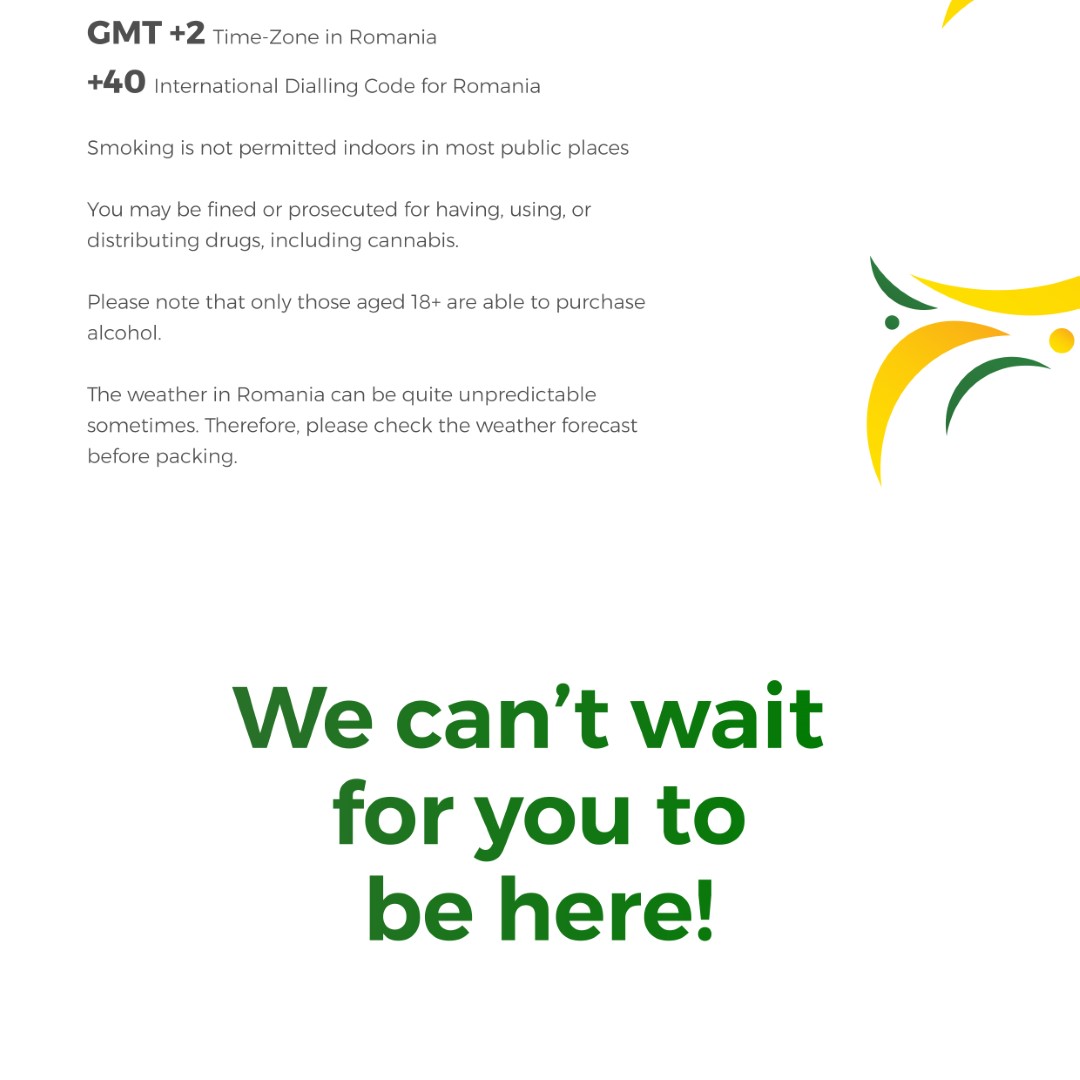 GMT +2 Time-Zone in Romania
+40 International Dialling Code for Romania
Smoking is not permitted indoors in most public places
You may be fined or prosecuted for having, using, or
distributing drugs, including cannabis.
Please note that only those aged 18+ are able to purchase
alcohol.
The weather in Romania can be quite unpredictable
sometimes. Therefore, please check the weather forecast
before packing.
We can’t wait
for you to
be here!